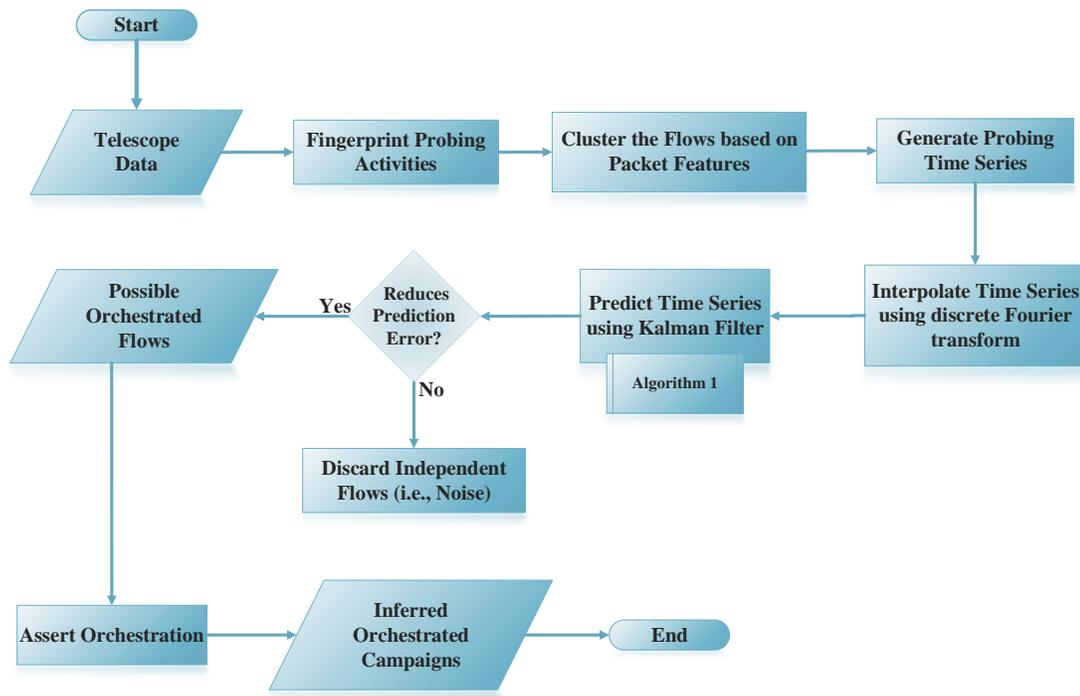 Start
Telescope
Data
Fingerprint Probing
Activities
Cluster the Flows based on
Packet Features
Generate Probing
Time Series
Interpolate Time Series
using discrete Fourier
transform
Predict Time Series
using Kalman Filter
Algorithm 1
Reduces
Prediction
Error?
Yes
No
Possible
Orchestrated
Flows
Discard Independent
Flows (i.e., Noise)
Assert Orchestration
Inferred
Orchestrated
Campaigns
End